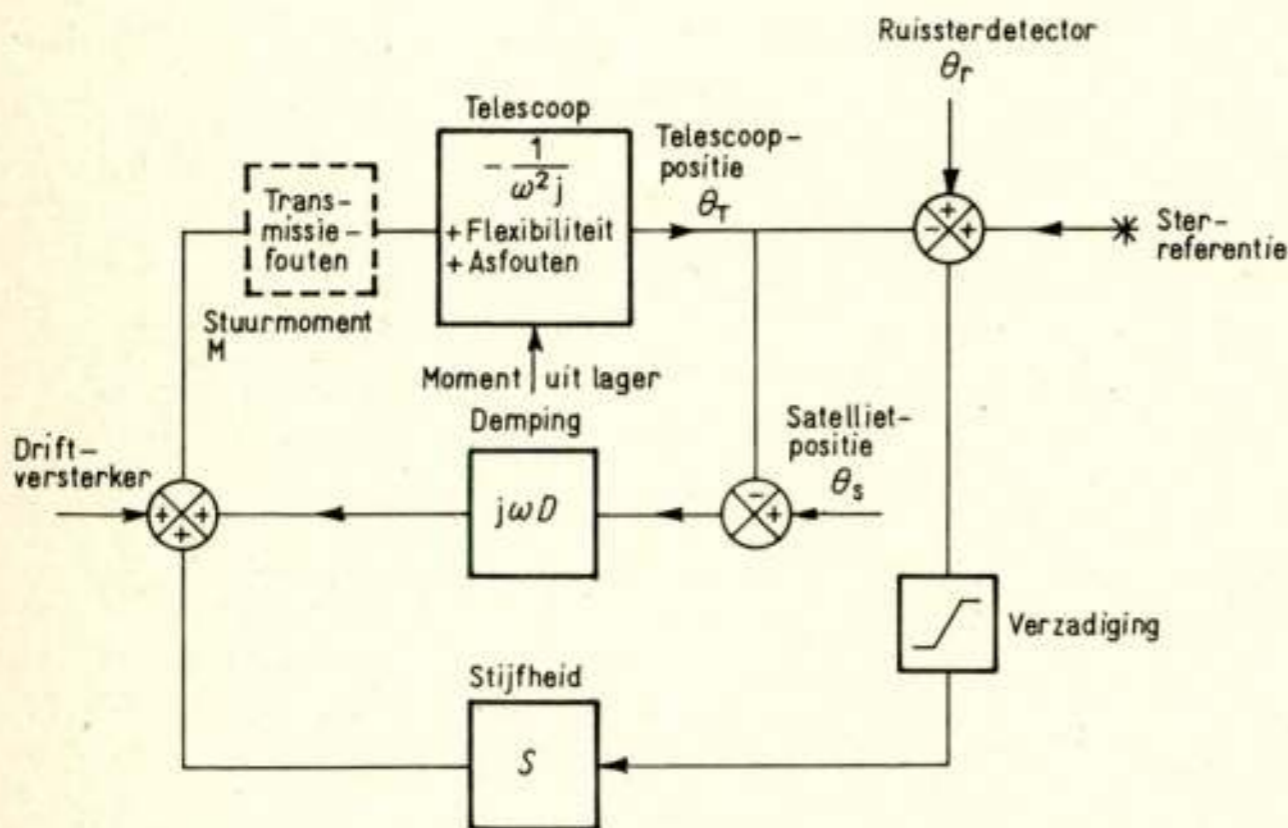 Ruissterdetector
θr
Telescoop
- 1
ω²j
+ Flexibiliteit
+ Asfouten
Telescoop-
positie
θT
Trans-
missie-
fouten
+
- +
Ster-
referentie
Stuurmoment
M
Moment uit lager
Demping
Satelliet-
positie
θs
Drift-
versterker
+ +
+
jωD
-
+
Verzadiging
Stijfheid
S